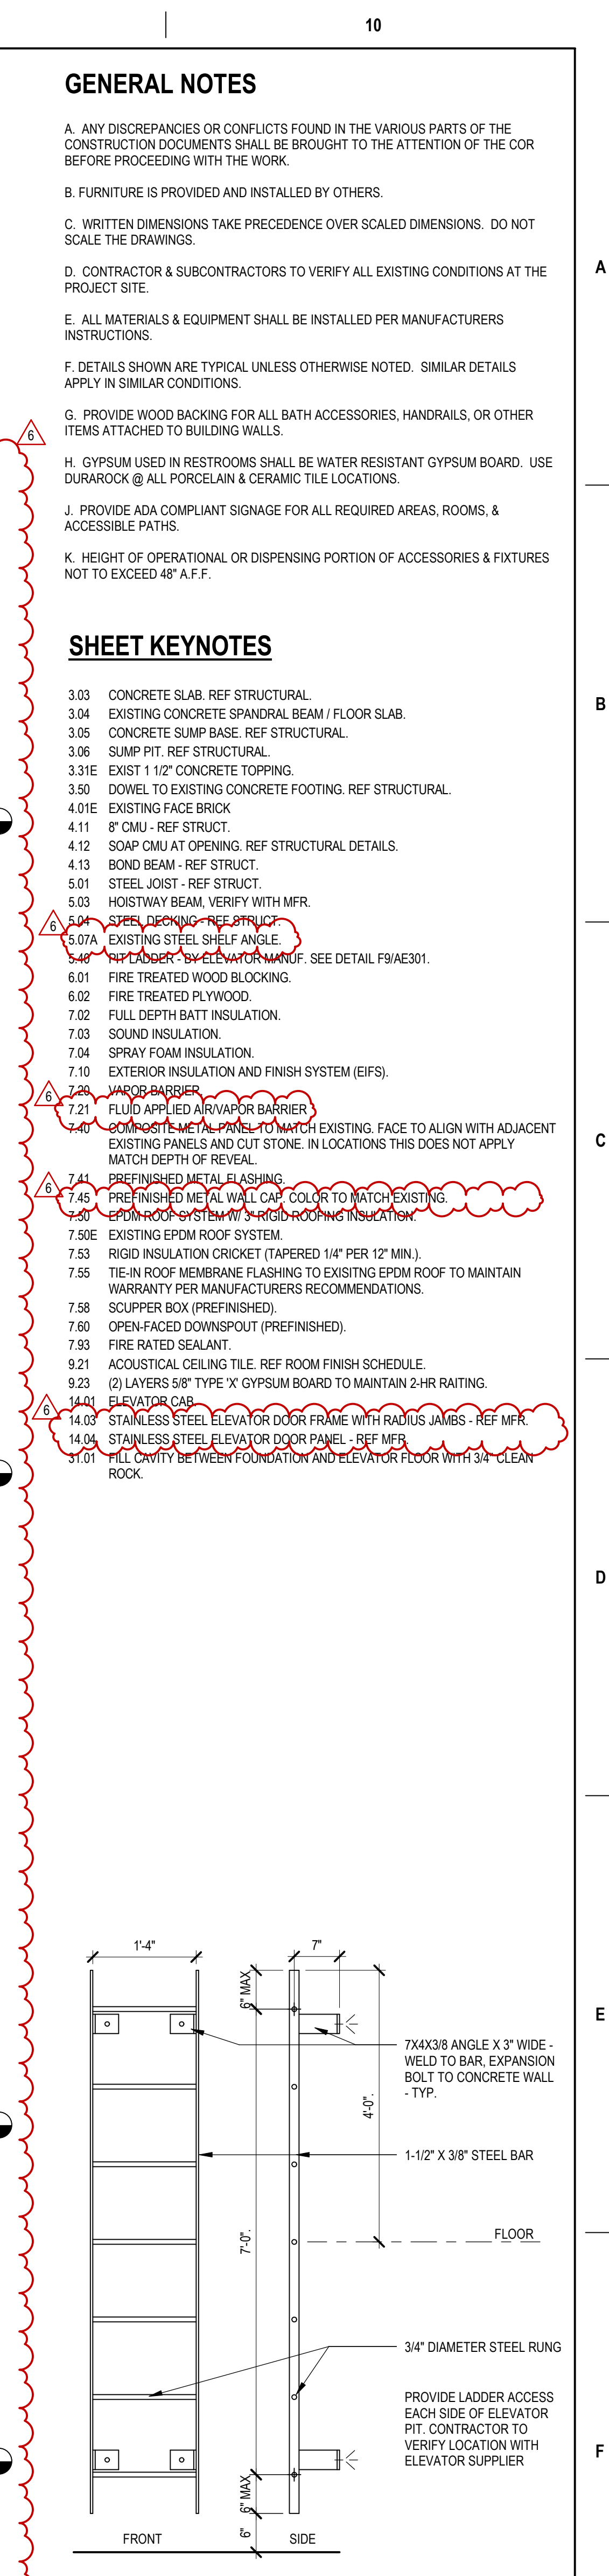 10
GENERAL NOTES
A. ANY DISCREPANCIES OR CONFLICTS FOUND IN THE VARIOUS PARTS OF THE
CONSTRUCTION DOCUMENTS SHALL BE BROUGHT TO THE ATTENTION OF THE COR
BEFORE PROCEEDING WITH THE WORK.
B. FURNITURE IS PROVIDED AND INSTALLED BY OTHERS.
C. WRITTEN DIMENSIONS TAKE PRECEDENCE OVER SCALED DIMENSIONS. DO NOT
SCALE THE DRAWINGS.
A
D. CONTRACTOR & SUBCONTRACTORS TO VERIFY ALL EXISTING CONDITIONS AT THE
PROJECT SITE.
E. ALL MATERIALS & EQUIPMENT SHALL BE INSTALLED PER MANUFACTURERS
INSTRUCTIONS.
F. DETAILS SHOWN ARE TYPICAL UNLESS OTHERWISE NOTED. SIMILAR DETAILS
APPLY IN SIMILAR CONDITIONS.
G. PROVIDE WOOD BACKING FOR ALL BATH ACCESSORIES, HANDRAILS, OR OTHER
ITEMS ATTACHED TO BUILDING WALLS.
6
H. GYPSUM USED IN RESTROOMS SHALL BE WATER RESISTANT GYPSUM BOARD. USE
DURAROCK @ ALL PORCELAIN & CERAMIC TILE LOCATIONS.
J. PROVIDE ADA COMPLIANT SIGNAGE FOR ALL REQUIRED AREAS, ROOMS, &
ACCESSIBLE PATHS.
K. HEIGHT OF OPERATIONAL OR DISPENSING PORTION OF ACCESSORIES & FIXTURES
NOT TO EXCEED 48" A.F.F.
SHEET KEYNOTES
3.03 CONCRETE SLAB. REF STRUCTURAL.
B
3.04 EXISTING CONCRETE SPANDRAL BEAM / FLOOR SLAB.
3.05 CONCRETE SUMP BASE. REF STRUCTURAL.
3.06 SUMP PIT. REF STRUCTURAL.
3.31E EXIST 1 1/2" CONCRETE TOPPING.
3.50 DOWEL TO EXISTING CONCRETE FOOTING. REF STRUCTURAL.
4.01E EXISTING FACE BRICK
4.11 8" CMU - REF STRUCT.
4.12 SOAP CMU AT OPENING. REF STRUCTURAL DETAILS.
4.13 BOND BEAM - REF STRUCT.
5.01 STEEL JOIST - REF STRUCT.
5.03 HOISTWAY BEAM, VERIFY WITH MFR.
6
5.04 STEEL DECKING - REF STRUCT.
5.07A EXISTING STEEL SHELF ANGLE.
5.40 PIT LADDER - BY ELEVATOR MANUF. SEE DETAIL F9/AE301.
6.01 FIRE TREATED WOOD BLOCKING.
6.02 FIRE TREATED PLYWOOD.
7.02 FULL DEPTH BATT INSULATION.
7.03 SOUND INSULATION.
7.04 SPRAY FOAM INSULATION.
7.10 EXTERIOR INSULATION AND FINISH SYSTEM (EIFS).
6
7.20 VAPOR BARRIER
7.21 FLUID APPLIED AIR/VAPOR BARRIER
7.40 COMPOSITE METAL PANEL TO MATCH EXISTING. FACE TO ALIGN WITH ADJACENT
EXISTING PANELS AND CUT STONE. IN LOCATIONS THIS DOES NOT APPLY
MATCH DEPTH OF REVEAL.
C
6
7.41 PREFINISHED METAL FLASHING.
7.45 PREFINISHED METAL WALL CAP. COLOR TO MATCH EXISTING.
7.50 EPDM ROOF SYSTEM W/ 3" RIGID ROOFING INSULATION.
7.50E EXISTING EPDM ROOF SYSTEM.
7.53 RIGID INSULATION CRICKET (TAPERED 1/4" PER 12" MIN.).
7.55 TIE-IN ROOF MEMBRANE FLASHING TO EXISITNG EPDM ROOF TO MAINTAIN
WARRANTY PER MANUFACTURERS RECOMMENDATIONS.
7.58 SCUPPER BOX (PREFINISHED).
7.60 OPEN-FACED DOWNSPOUT (PREFINISHED).
7.93 FIRE RATED SEALANT.
9.21 ACOUSTICAL CEILING TILE. REF ROOM FINISH SCHEDULE.
9.23 (2) LAYERS 5/8" TYPE 'X' GYPSUM BOARD TO MAINTAIN 2-HR RAITING.
6
14.01 ELEVATOR CAB.
14.03 STAINLESS STEEL ELEVATOR DOOR FRAME WITH RADIUS JAMBS - REF MFR.
14.04 STAINLESS STEEL ELEVATOR DOOR PANEL - REF MFR.
31.01 FILL CAVITY BETWEEN FOUNDATION AND ELEVATOR FLOOR WITH 3/4" CLEAN
ROCK.
D
1'-4"
7"
6" MAX
E
7X4X3/8 ANGLE X 3" WIDE -
WELD TO BAR, EXPANSION
BOLT TO CONCRETE WALL
- TYP.
4'-0".
1-1/2" X 3/8" STEEL BAR
FLOOR
7'-0".
3/4" DIAMETER STEEL RUNG
PROVIDE LADDER ACCESS
EACH SIDE OF ELEVATOR
PIT. CONTRACTOR TO
VERIFY LOCATION WITH
ELEVATOR SUPPLIER
F
6" MAX
6"
FRONT
SIDE